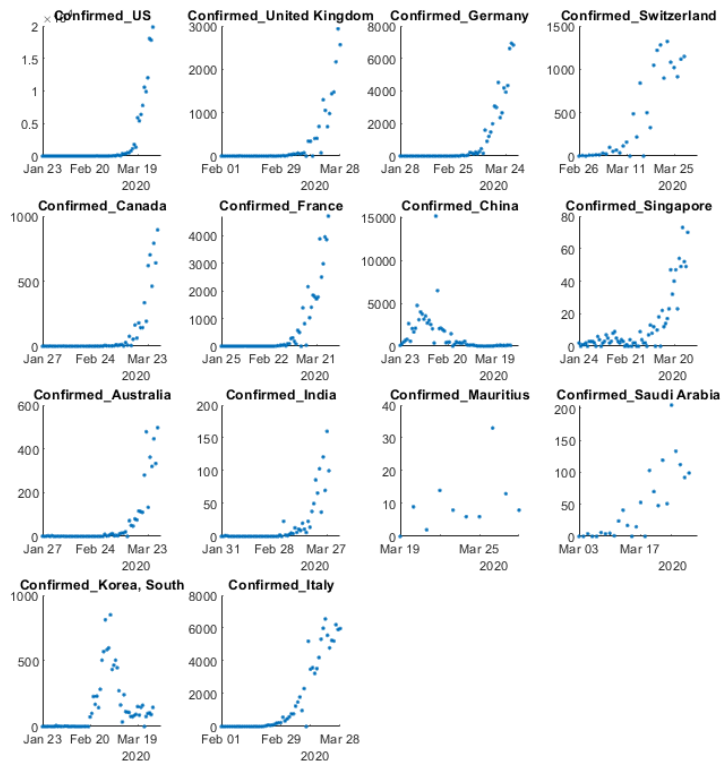 Confirmed_US Confirmed_United Kingdom Confirmed_Germany Confirmed_Switzerland
2 3000 8000 1500
1.5 6000
2000 1000
1 4000
1000 500
0.5 2000
0 0 0 0
Jan 23 Feb 20 Mar 19 Feb 01 Feb 29 Mar 28 Jan 28 Feb 25 Mar 24 Feb 26 Mar 11 Mar 25
2020 2020 2020 2020
Confirmed_Canada Confirmed_France Confirmed_China Confirmed_Singapore
1000 15000 80
4000
60
3000 10000
500 40
2000
5000
1000 20
0 0 0 0
Jan 27 Feb 24 Mar 23 Jan 25 Feb 22 Mar 21 Jan 23 Feb 20 Mar 19 Jan 24 Feb 21 Mar 20
2020 2020 2020 2020
Confirmed_Australia Confirmed_India Confirmed_Mauritius Confirmed_Saudi Arabia
600 200 40 200
150 30 150
400
100 20 100
200
50 10 50
0 0 0 0
Jan 27 Feb 24 Mar 23 Jan 31 Feb 28 Mar 27 Mar 19 Mar 25 Mar 03 Mar 17
2020 2020 2020 2020
Confirmed_Korea, South Confirmed_Italy
1000 8000
6000
500 4000
2000
0 0
Jan 23 Feb 20 Mar 19 Feb 01 Feb 29 Mar 28
2020 2020